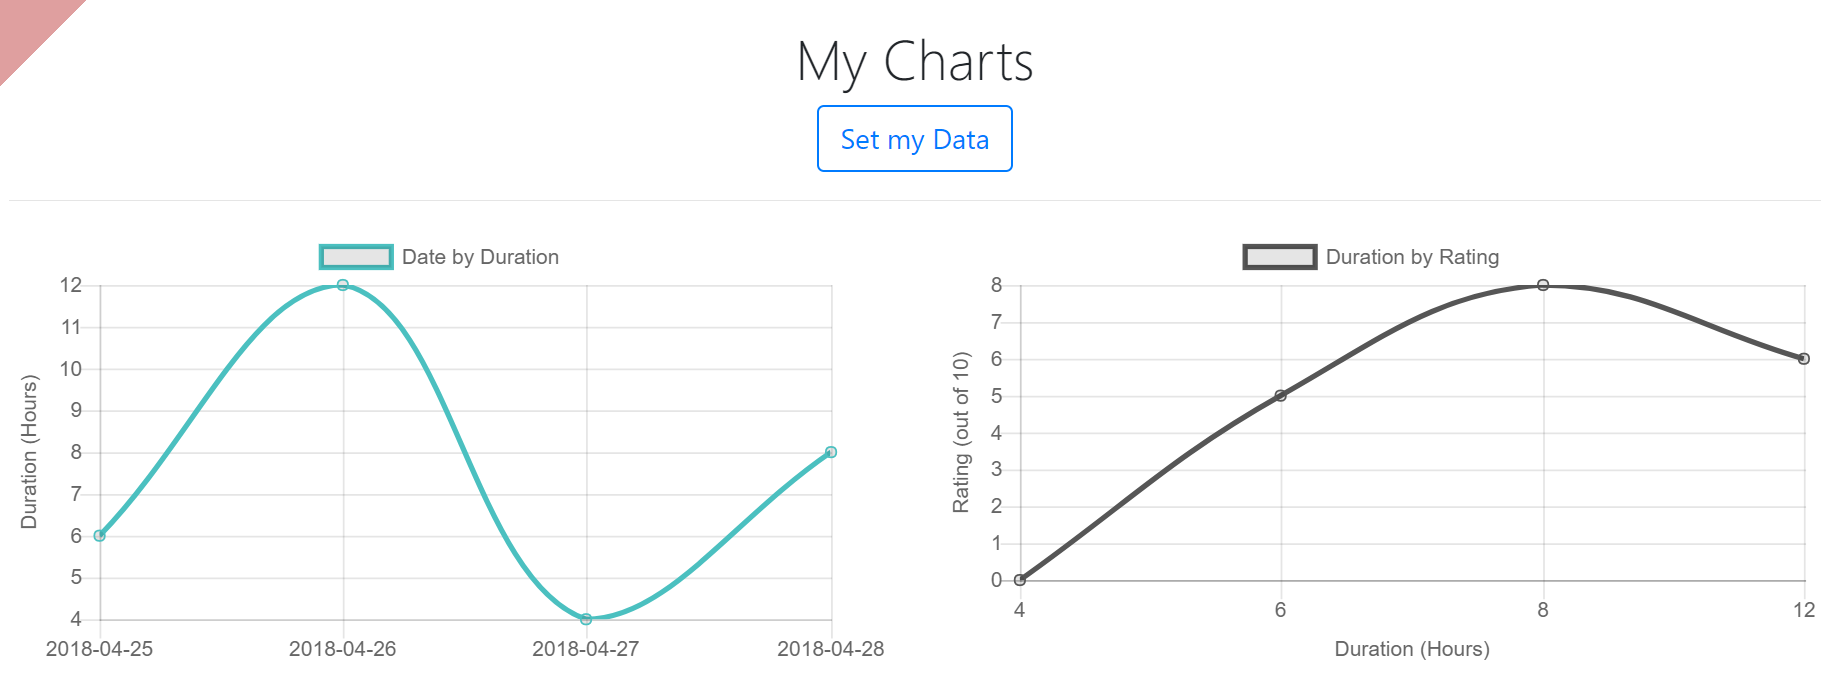 My Charts
Set my Data
Date by Duration
12
11
10
9
8
7
6
5
4
Duration (Hours)
2018-04-25 2018-04-26 2018-04-27 2018-04-28
Duration by Rating
8
7
6
5
4
3
2
1
0
Rating (out of 10)
4 6 8 12
Duration (Hours)